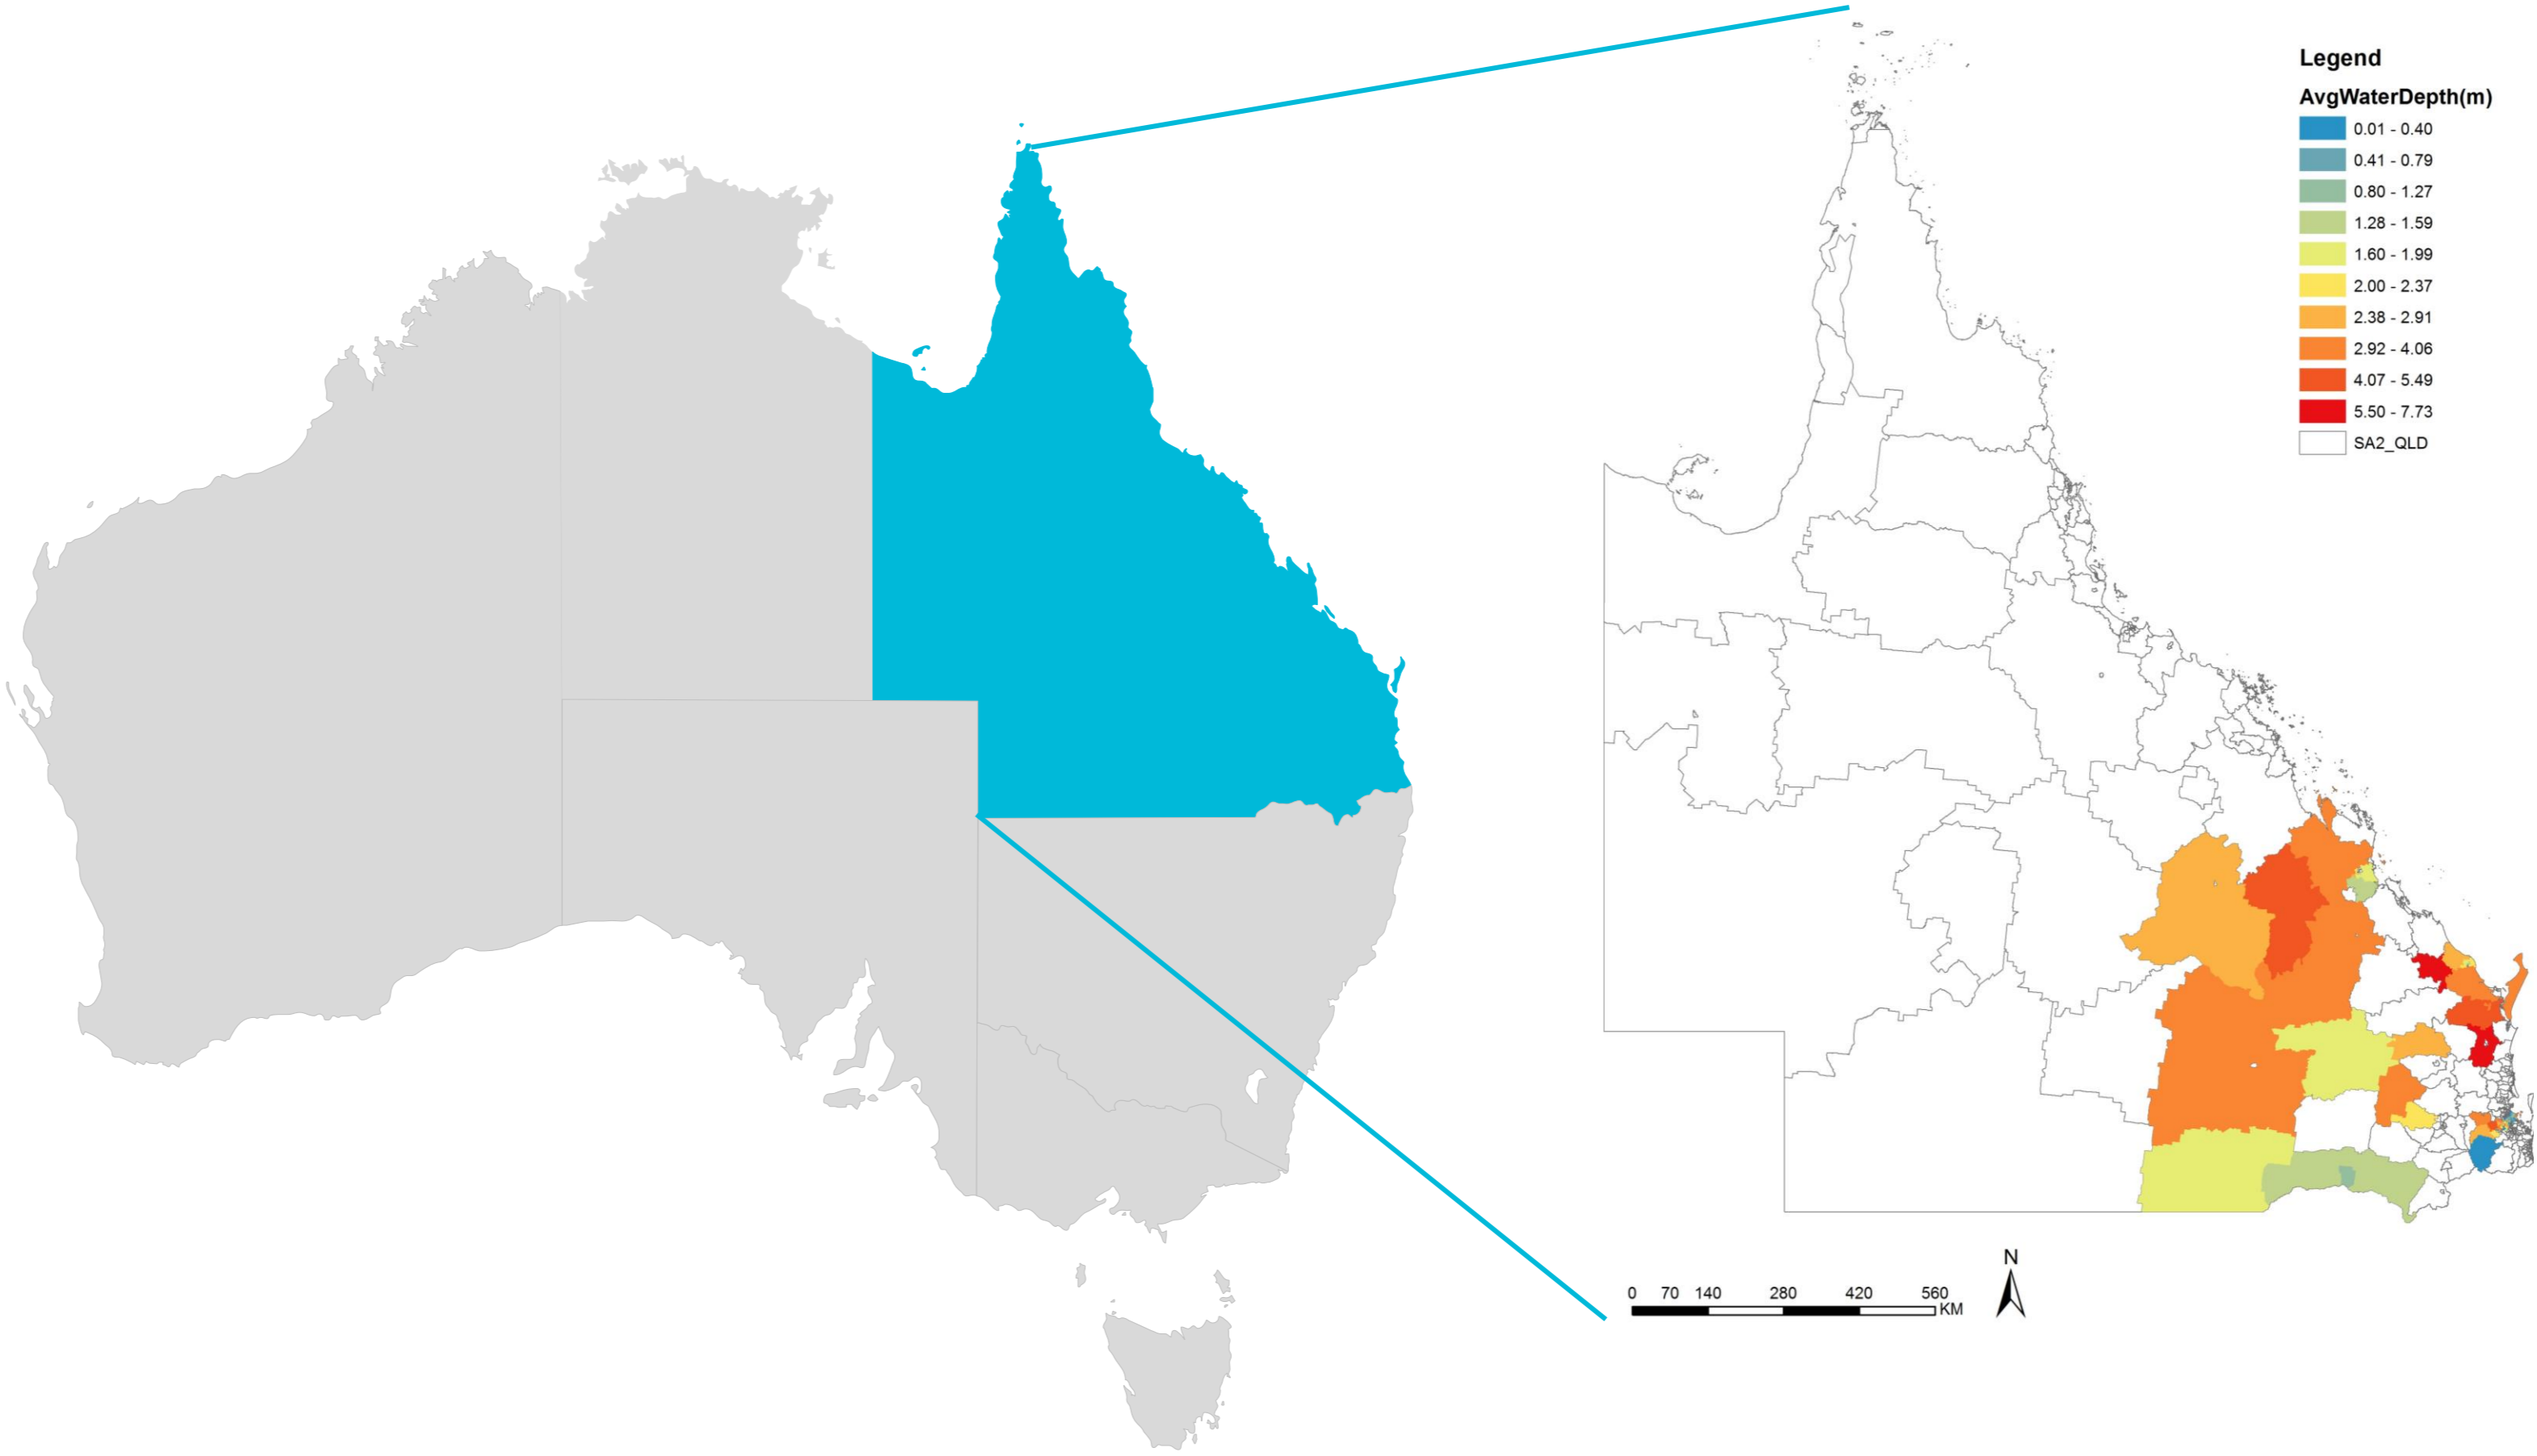 Legend
AvgWaterDepth(m)
0.01 - 0.40
0.41 - 0.79
0.80 - 1.27
1.28 - 1.59
1.60 - 1.99
2.00 - 2.37
2.38 - 2.91
2.92 - 4.06
4.07 - 5.49
5.50 - 7.73
SA2_QLD
N
0 70 140 280 420 560
KM